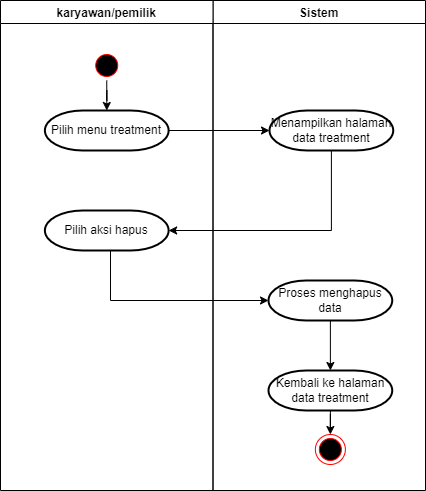 karyawan/pemilik
Sistem
Pilih menu treatment
Menampilkan halaman
data treatment
Pilih aksi hapus
Proses menghapus
data
Kembali ke halaman
data treatment